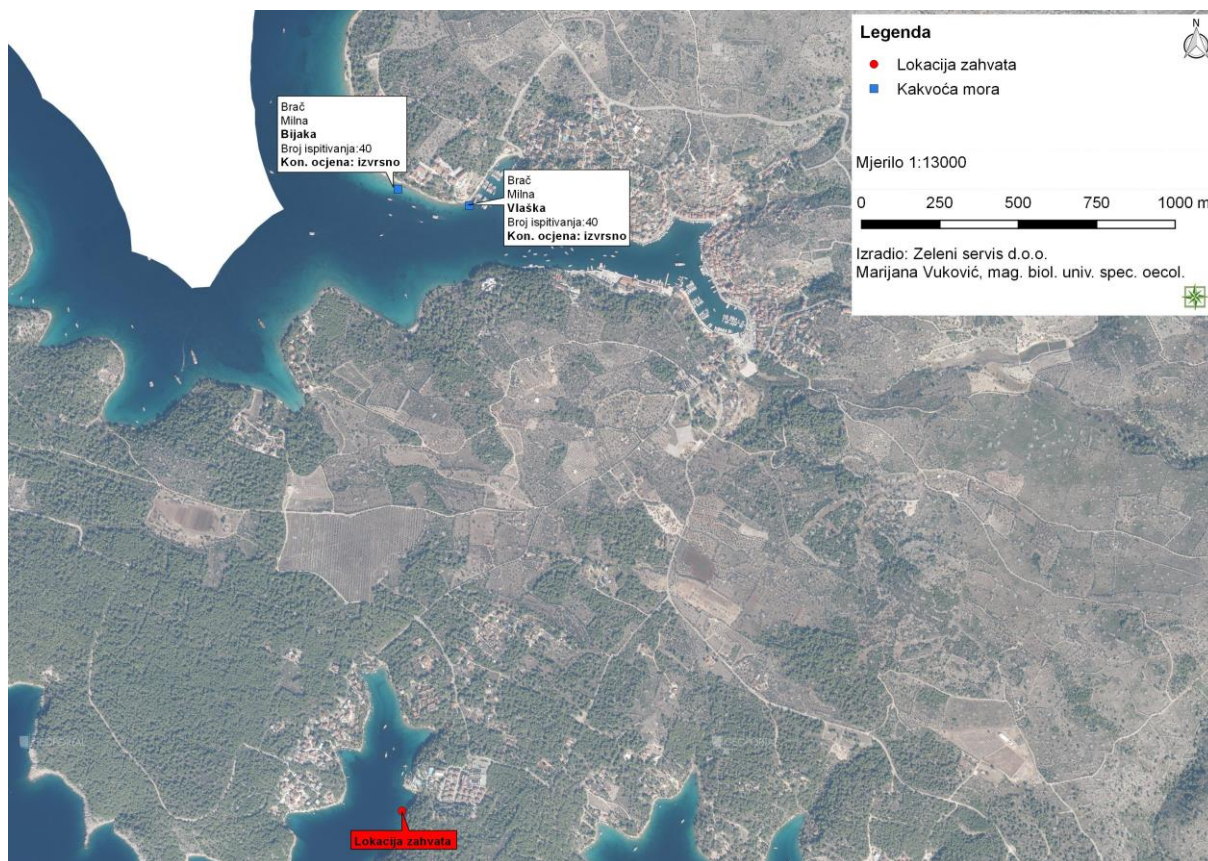 Legenda
N
Lokacija zahvata
Kakvoća mora
Mjerilo 1:13000
0 250 500 750 1000 m
Izradio: Zeleni servis d.o.o.
Marijana Vuković, mag. biol. univ. spec. oecol.
Brač
Milna
Bijaka
Broj ispitivanja:40
Kon. ocjena: izvrsno
Brač
Milna
Vlaška
Broj ispitivanja:40
Kon. ocjena: izvrsno
Lokacija zahvata